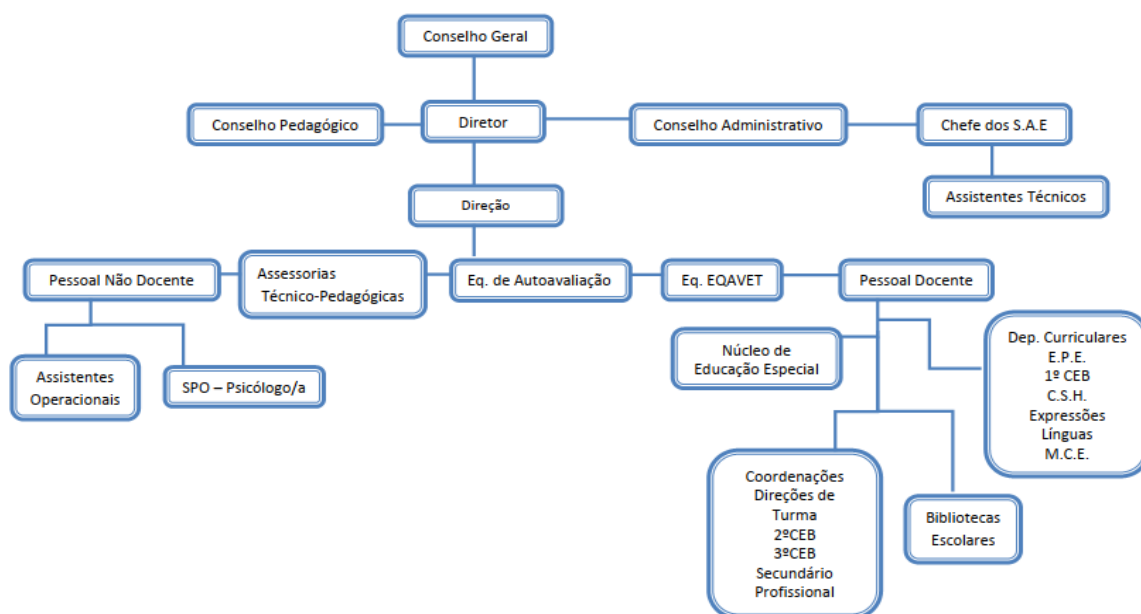 Conselho Geral
Conselho Pedagógico
Diretor
Conselho Administrativo
Chefe dos S.A.E
Direção
Assistentes Técnicos
Pessoal Não Docente
Assessorias
Técnico-Pedagógicas
Eq. de Autoavaliação
Eq. EQAVET
Pessoal Docente
Assistentes
Operacionais
SPO – Psicólogo/a
Núcleo de
Educação Especial
Dep. Curriculares
E.P.E.
1º CEB
C.S.H.
Expressões
Línguas
M.C.E.
Coordenações
Direções de
Turma
2ºCEB
3ºCEB
Secundário
Profissional
Bibliotecas
Escolares